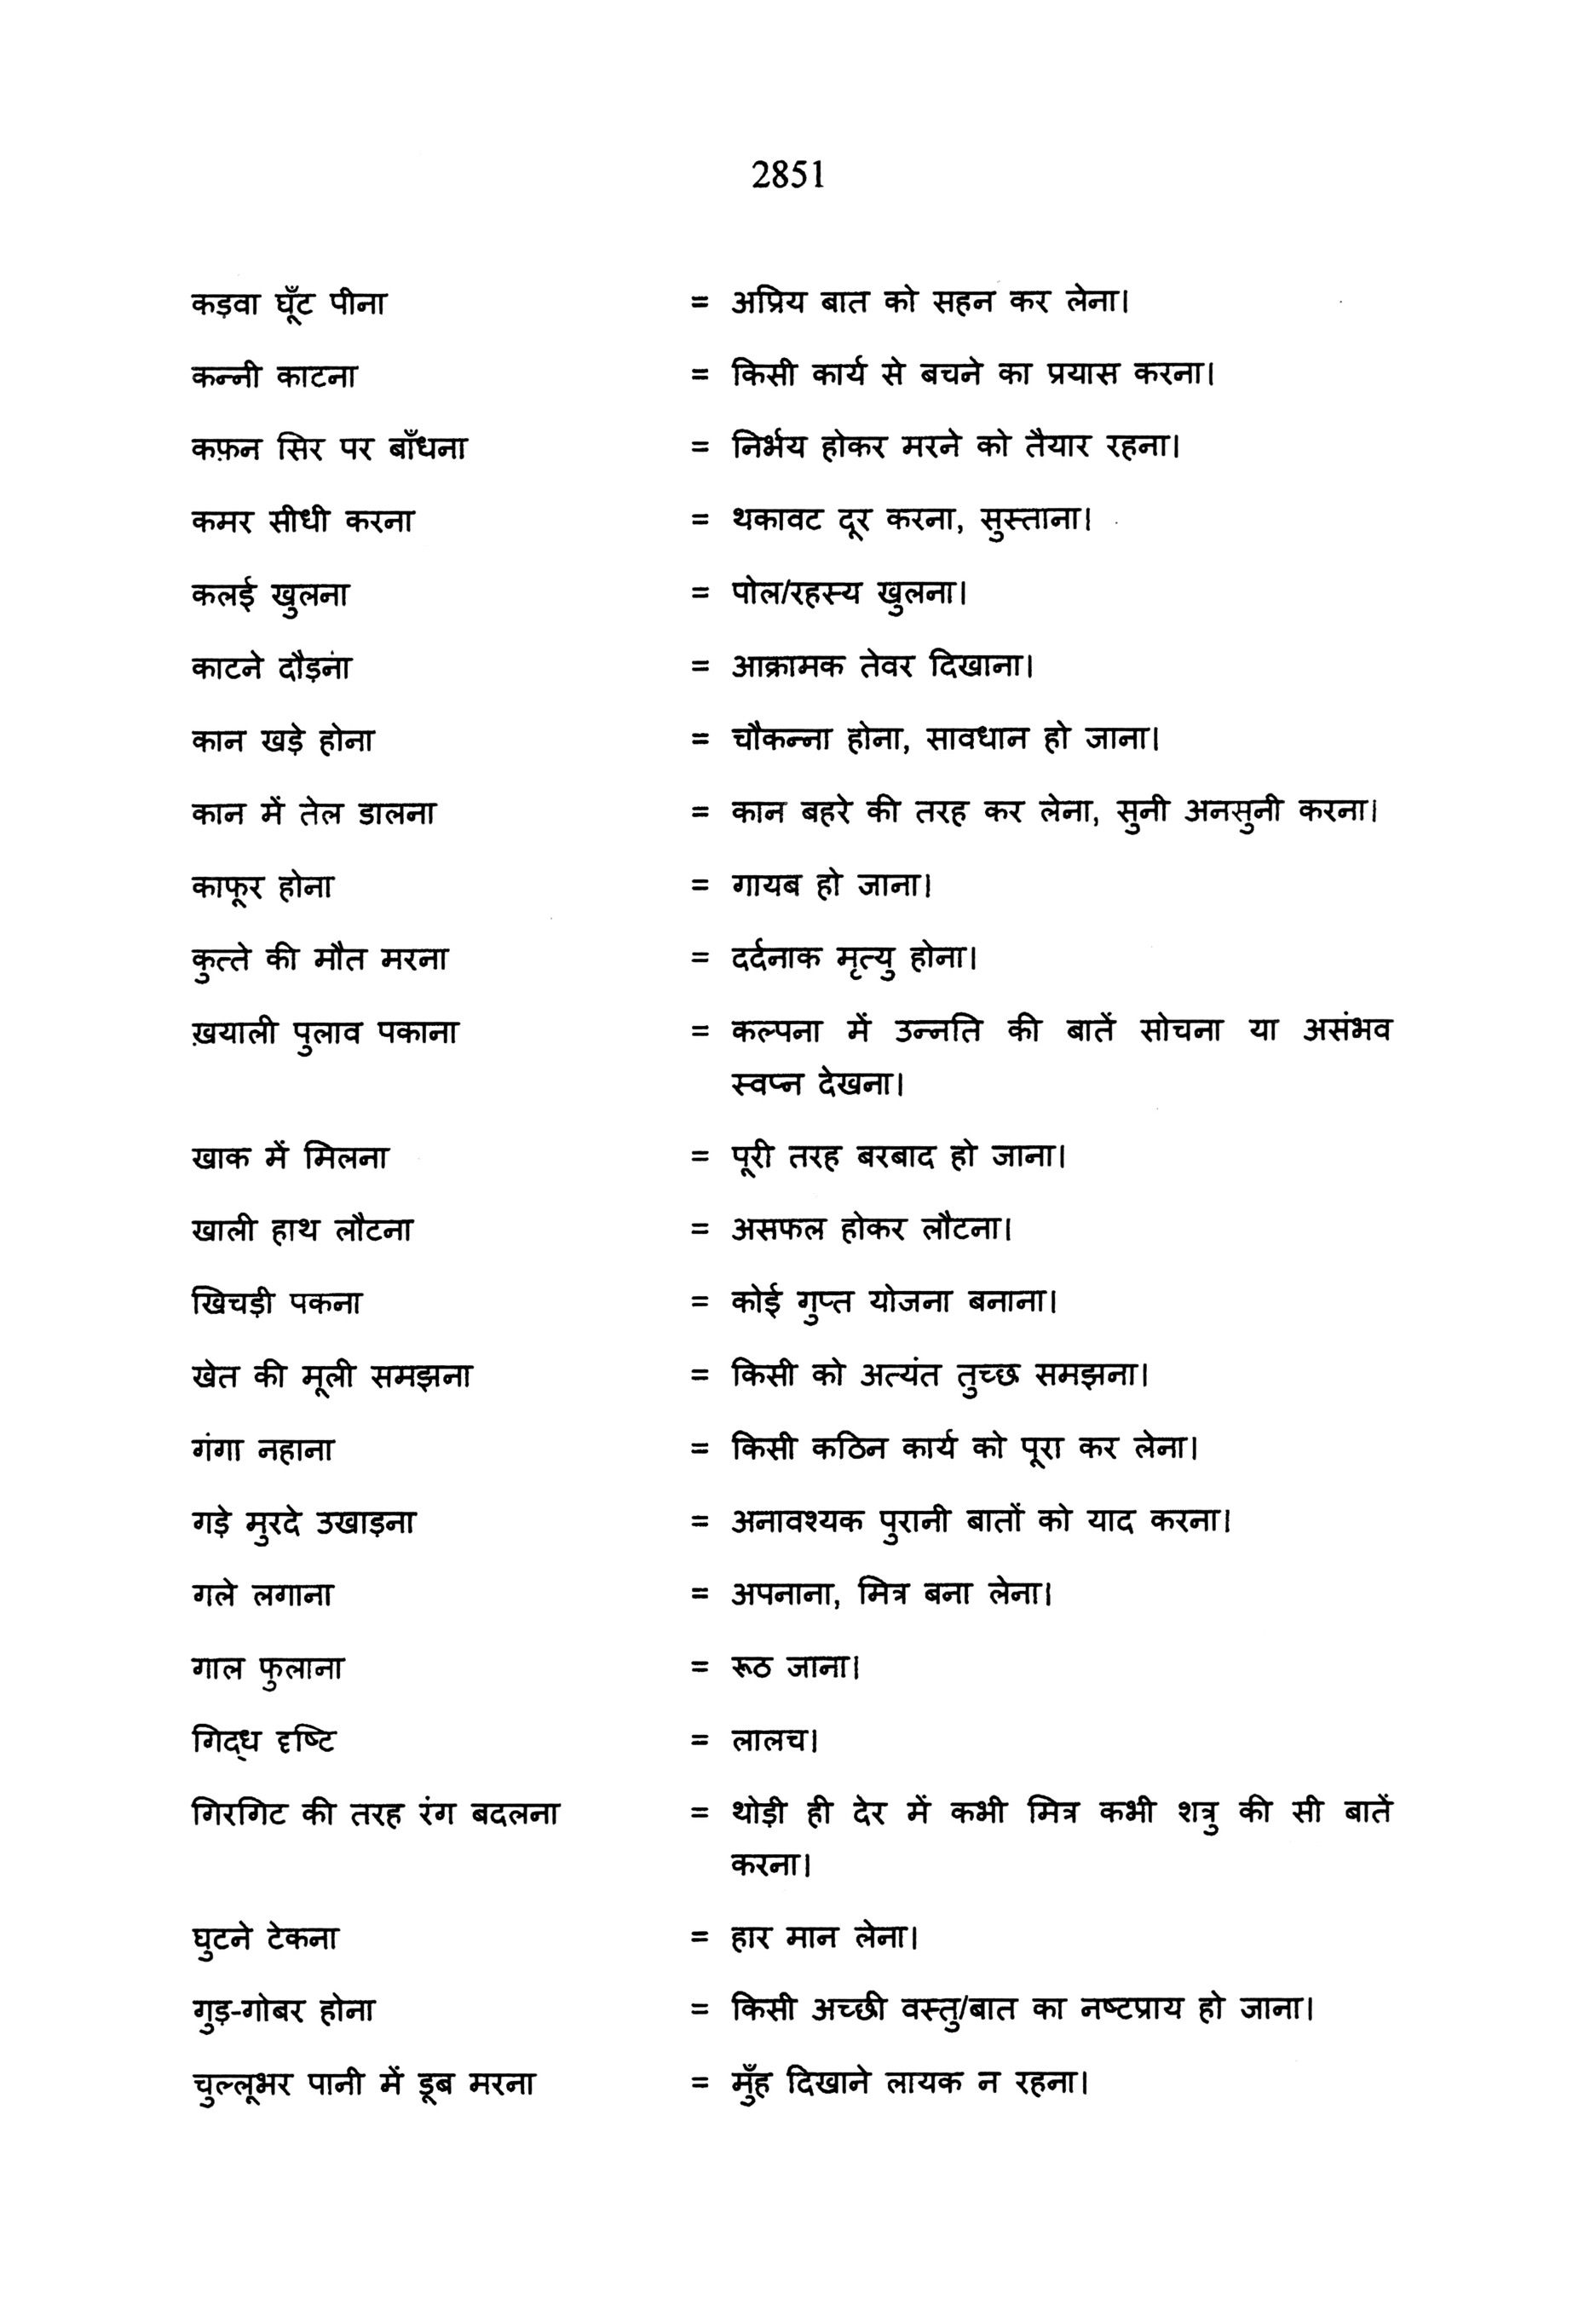 2851
कड़वा घूँट पीना = अप्रिय बात को सहन कर लेना।
कन्नी काटना = किसी कार्य से बचने का प्रयास करना।
कफ़न सिर पर बाँधना = निर्भय होकर मरने को तैयार रहना।
कमर सीधी करना = थकावट दूर करना, सुस्ताना।
कलई खुलना = पोल/रहस्य खुलना।
काटने दौड़ना = आक्रामक तेवर दिखाना।
कान खड़े होना = चौकन्ना होना, सावधान हो जाना।
कान में तेल डालना = कान बहरे की तरह कर लेना, सुनी अनसुनी करना।
काफूर होना = गायब हो जाना।
कुत्ते की मौत मरना = दर्दनाक मृत्यु होना।
ख़याली पुलाव पकाना = कल्पना में उन्नति की बातें सोचना या असंभव
स्वप्न देखना।
खाक में मिलना = पूरी तरह बरबाद हो जाना।
खाली हाथ लौटना = असफल होकर लौटना।
खिचड़ी पकना = कोई गुप्त योजना बनाना।
खेत की मूली समझना = किसी को अत्यंत तुच्छ समझना।
गंगा नहाना = किसी कठिन कार्य को पूरा कर लेना।
गड़े मुरदे उखाड़ना = अनावश्यक पुरानी बातों को याद करना।
गले लगाना = अपनाना, मित्र बना लेना।
गाल फुलाना = रूठ जाना।
गिद्ध दृष्टि = लालच।
गिरगिट की तरह रंग बदलना = थोड़ी ही देर में कभी मित्र कभी शत्रु की सी बातें
करना।
घुटने टेकना = हार मान लेना।
गुड़-गोबर होना = किसी अच्छी वस्तु/बात का नष्टप्राय हो जाना।
चुल्लूभर पानी में डूब मरना = मुँह दिखाने लायक न रहना।